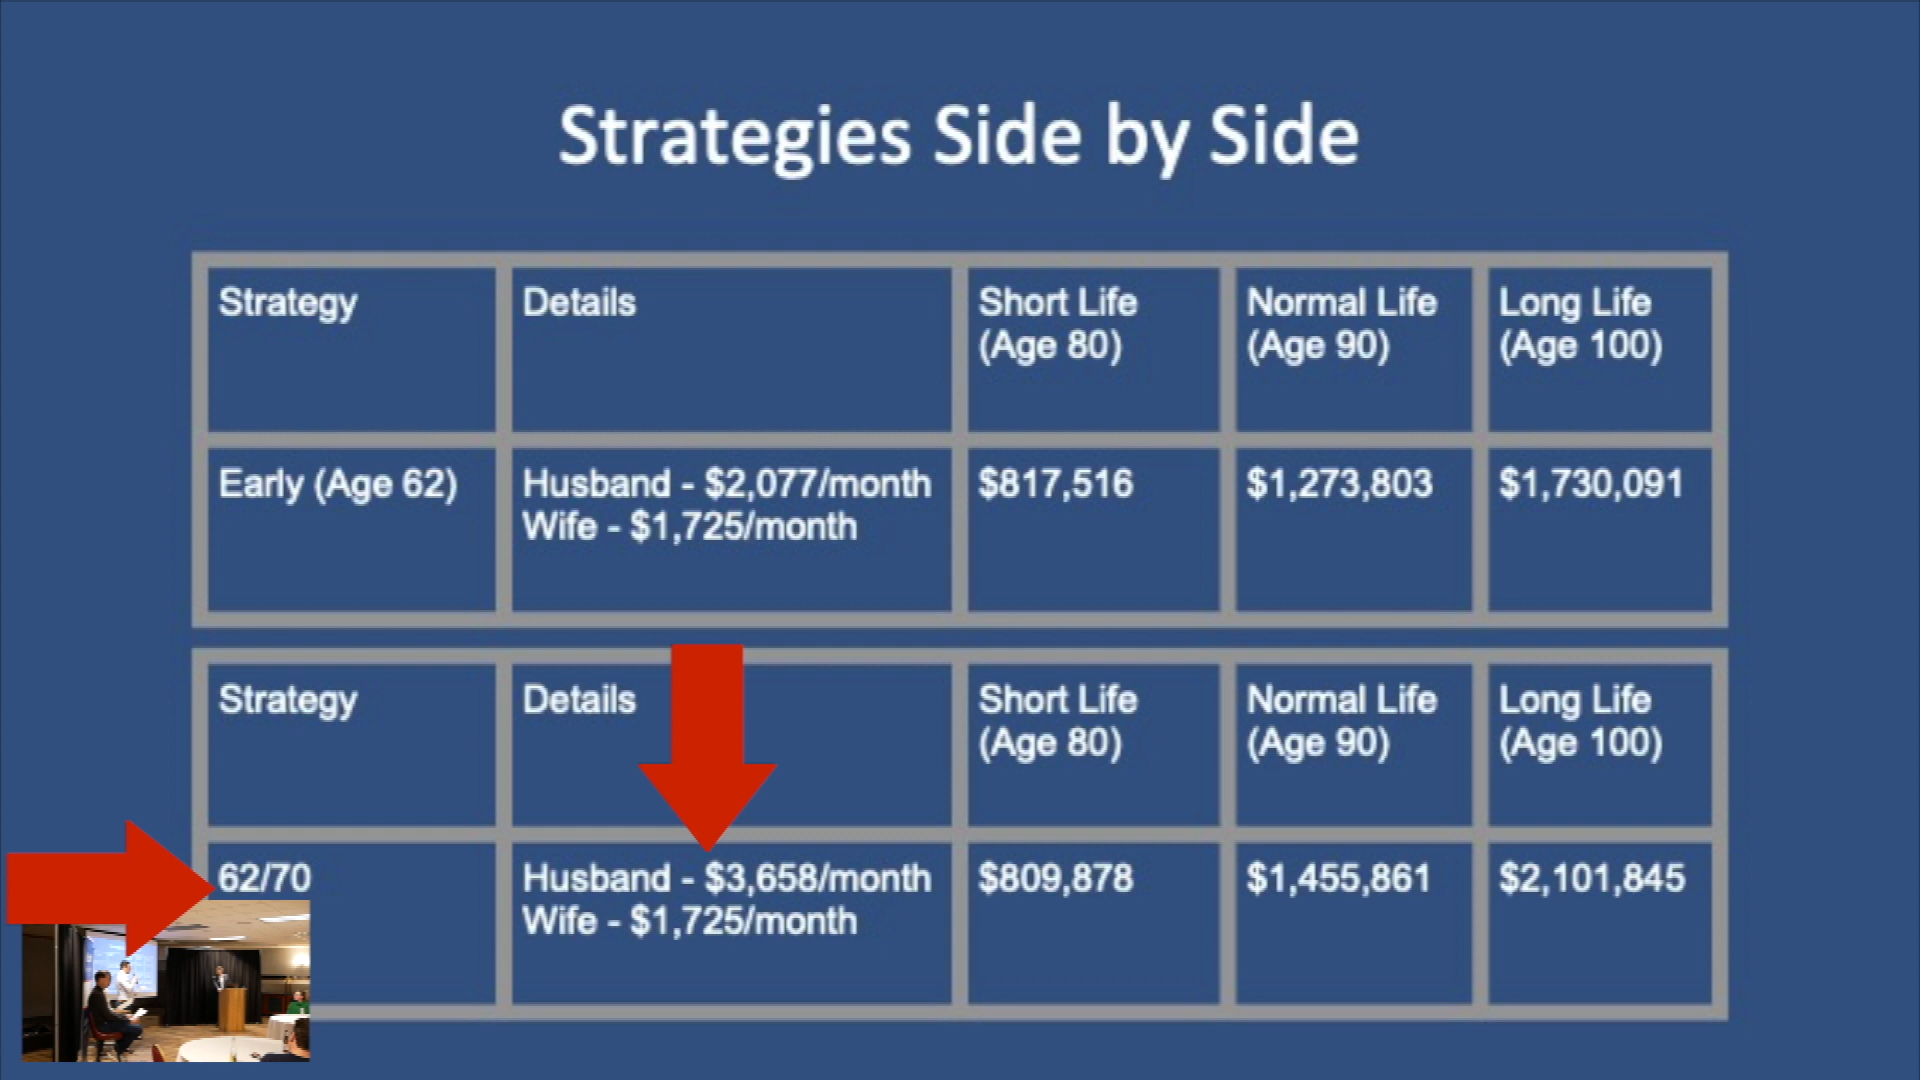 Strategies Side by Side
Strategy
Details
Short Life
(Age 80)
Normal Life
(Age 90)
Long Life
(Age 100)
Early (Age 62)
Husband - $2,077/month
Wife - $1,725/month
$817,516
$1,273,803
$1,730,091
Strategy
Details
Short Life
(Age 80)
Normal Life
(Age 90)
Long Life
(Age 100)
62/70
Husband - $3,658/month
Wife - $1,725/month
$809,878
$1,455,861
$2,101,845